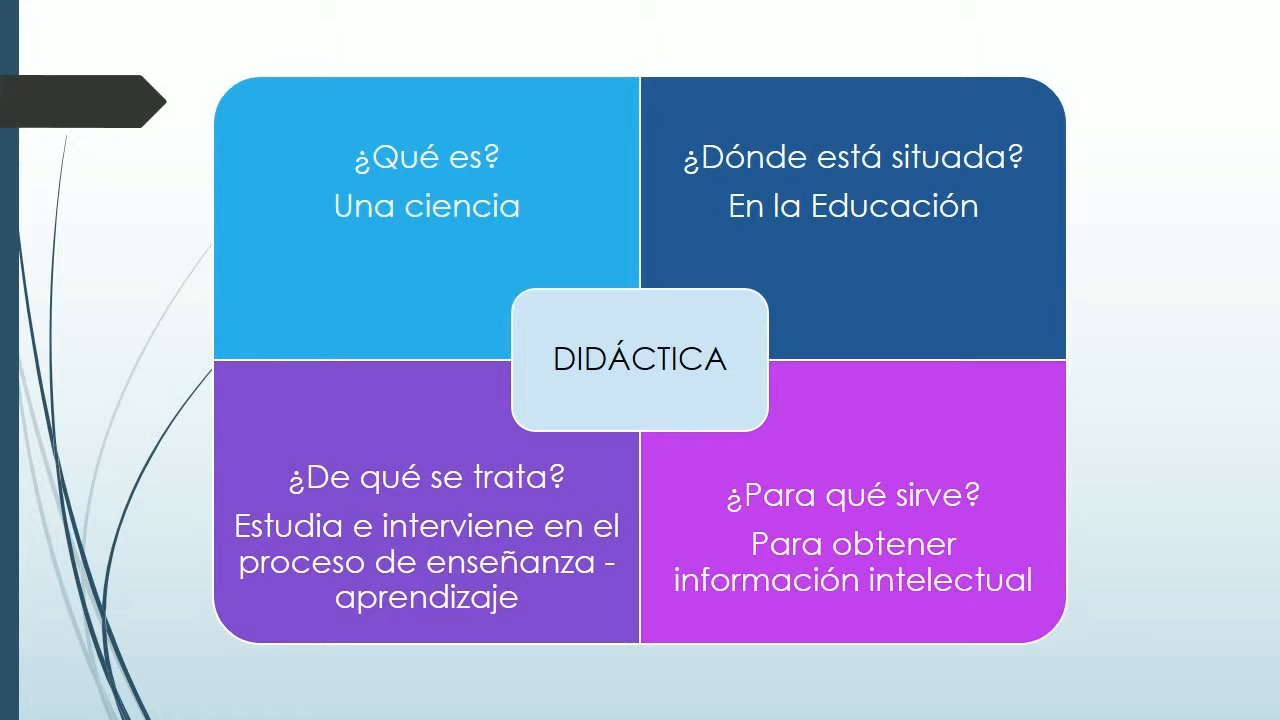 ¿Qué es?
Una ciencia
¿Dónde está situada?
En la Educación
DIDÁCTICA
¿De qué se trata?
Estudia e interviene en el
proceso de enseñanza -
aprendizaje
¿Para qué sirve?
Para obtener
información intelectual